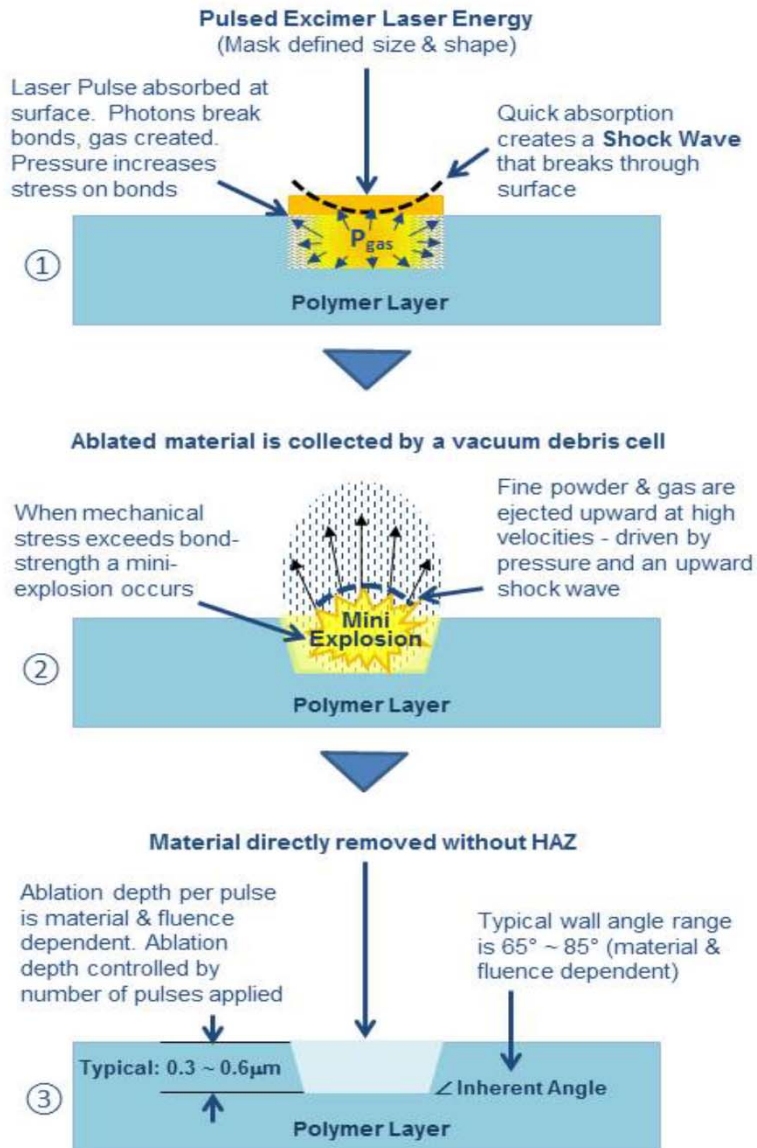 Pulsed Excimer Laser Energy
(Mask defined size & shape)
Laser Pulse absorbed at
surface. Photons break
bonds, gas created.
Pressure increases
stress on bonds
Quick absorption
creates a Shock Wave
that breaks through
surface
Pgas
①
Polymer Layer
Ablated material is collected by a vacuum debris cell
When mechanical
stress exceeds bond-
strength a mini-
explosion occurs
Fine powder & gas are
ejected upward at high
velocities - driven by
pressure and an upward
shock wave
Mini
Explosion
②
Polymer Layer
Material directly removed without HAZ
Ablation depth per pulse
is material & fluence
dependent. Ablation
depth controlled by
number of pulses applied
Typical wall angle range
is 65° ~ 85° (material &
fluence dependent)
Typical: 0.3 ~ 0.6μm
∠ Inherent Angle
③
Polymer Layer